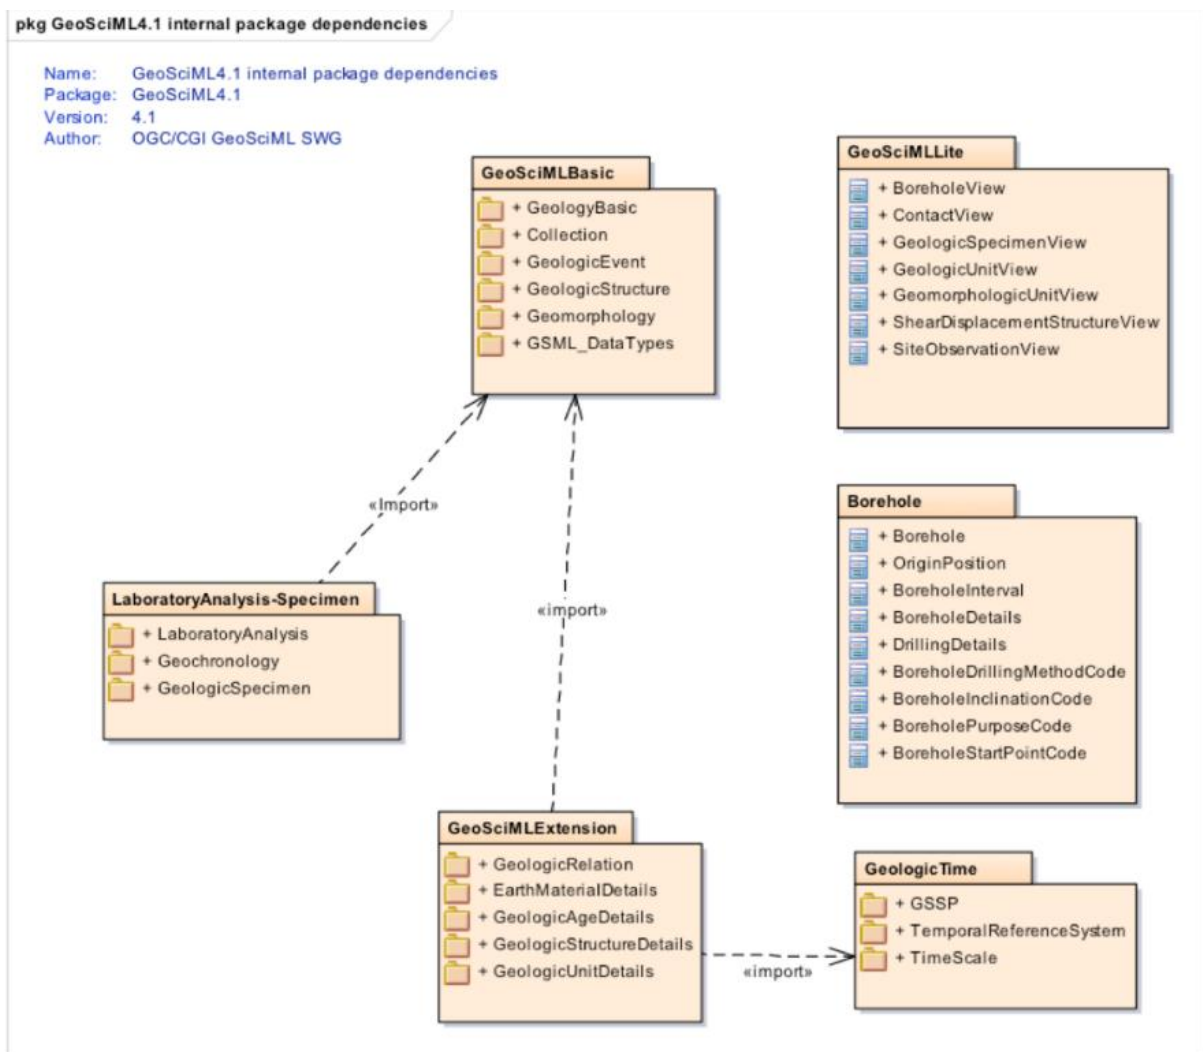 pkg GeoSciML4.1 internal package dependencies
Name: GeoSciML4.1 internal package dependencies
Package: GeoSciML4.1
Version: 4.1
Author: OGC/CGI GeoSciML SWG
GeoSciMLBasic
+ GeologyBasic
+ Collection
+ GeologicEvent
+ GeologicStructure
+ Geomorphology
+ GSML_DataTypes
GeoSciMLLite
+ BoreholeView
+ ContactView
+ GeologicSpecimenView
+ GeologicUnitView
+ GeomorphologicUnitView
+ ShearDisplacementStructureView
+ SiteObservationView
«Import»
«import»
Borehole
+ Borehole
+ OriginPosition
+ BoreholeInterval
+ BoreholeDetails
+ DrillingDetails
+ BoreholeDrillingMethodCode
+ BoreholeInclinationCode
+ BoreholePurposeCode
+ BoreholeStartPointCode
LaboratoryAnalysis-Specimen
+ LaboratoryAnalysis
+ Geochronology
+ GeologicSpecimen
GeoSciMLExtension
+ GeologicRelation
+ EarthMaterialDetails
+ GeologicAgeDetails
+ GeologicStructureDetails
+ GeologicUnitDetails
«import»
GeologicTime
+ GSSP
+ TemporalReferenceSystem
+ TimeScale